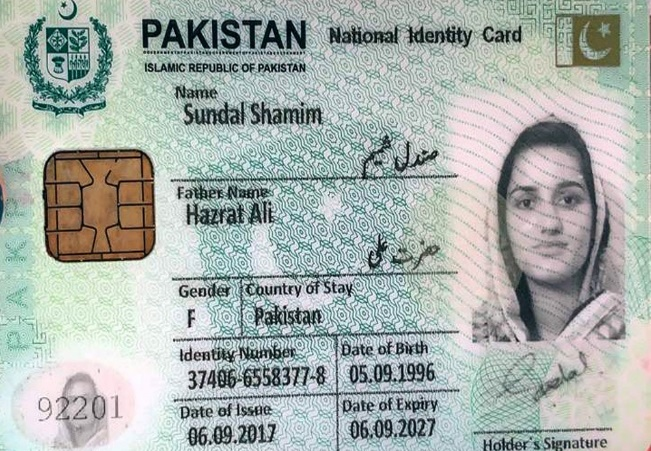 PAKISTAN National Identity Card
ISLAMIC REPUBLIC OF PAKISTAN
Name
Sundal Shamim
صندل شمیم
Father Name
Hazrat Ali
حضرت علی
Gender Country of Stay
F Pakistan
Identity Number Date of Birth
37406-6558377-8 05.09.1996
Date of Issue Date of Expiry
06.09.2017 06.09.2027
92201
Holder's Signature
PAK